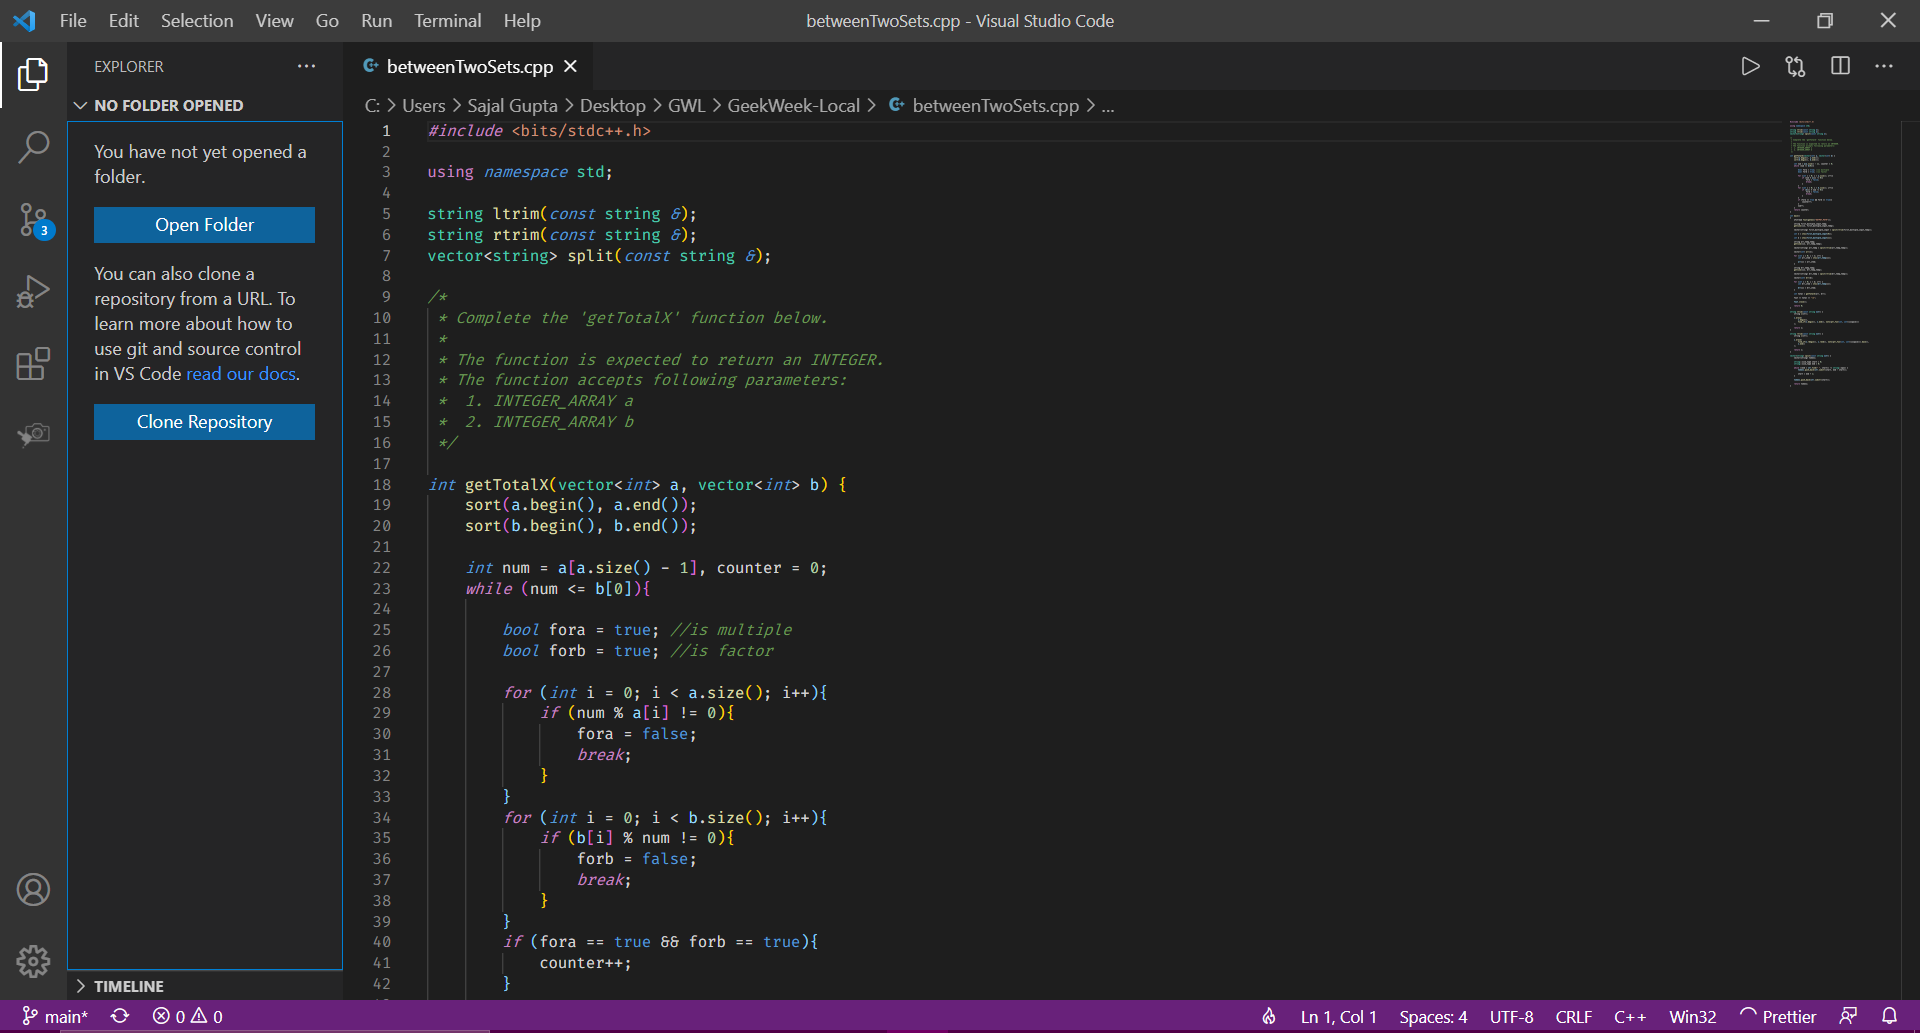 File Edit Selection View Go Run Terminal Help
betweenTwoSets.cpp - Visual Studio Code
EXPLORER
NO FOLDER OPENED
You have not yet opened a
folder.
Open Folder
You can also clone a
repository from a URL. To
learn more about how to
use git and source control
in VS Code read our docs.
Clone Repository
TIMELINE
3
betweenTwoSets.cpp
C: > Users > Sajal Gupta > Desktop > GWL > GeekWeek-Local > betweenTwoSets.cpp > ...
1 #include <bits/stdc++.h>
2
3 using namespace std;
4
5 string ltrim(const string &);
6 string rtrim(const string &);
7 vector<string> split(const string &);
8
9 /*
10 * Complete the 'getTotalX' function below.
11 *
12 * The function is expected to return an INTEGER.
13 * The function accepts following parameters:
14 *  1. INTEGER_ARRAY a
15 *  2. INTEGER_ARRAY b
16 */
17
18 int getTotalX(vector<int> a, vector<int> b) {
19     sort(a.begin(), a.end());
20     sort(b.begin(), b.end());
21
22     int num = a[a.size() - 1], counter = 0;
23     while (num <= b[0]){
24
25         bool fora = true; //is multiple
26         bool forb = true; //is factor
27
28         for (int i = 0; i < a.size(); i++){
29             if (num % a[i] != 0){
30                 fora = false;
31                 break;
32             }
33         }
34         for (int i = 0; i < b.size(); i++){
35             if (b[i] % num != 0){
36                 forb = false;
37                 break;
38             }
39         }
40         if (fora == true && forb == true){
41             counter++;
42         }
main* 0 0 Ln 1, Col 1 Spaces: 4 UTF-8 CRLF C++ Win32 Prettier